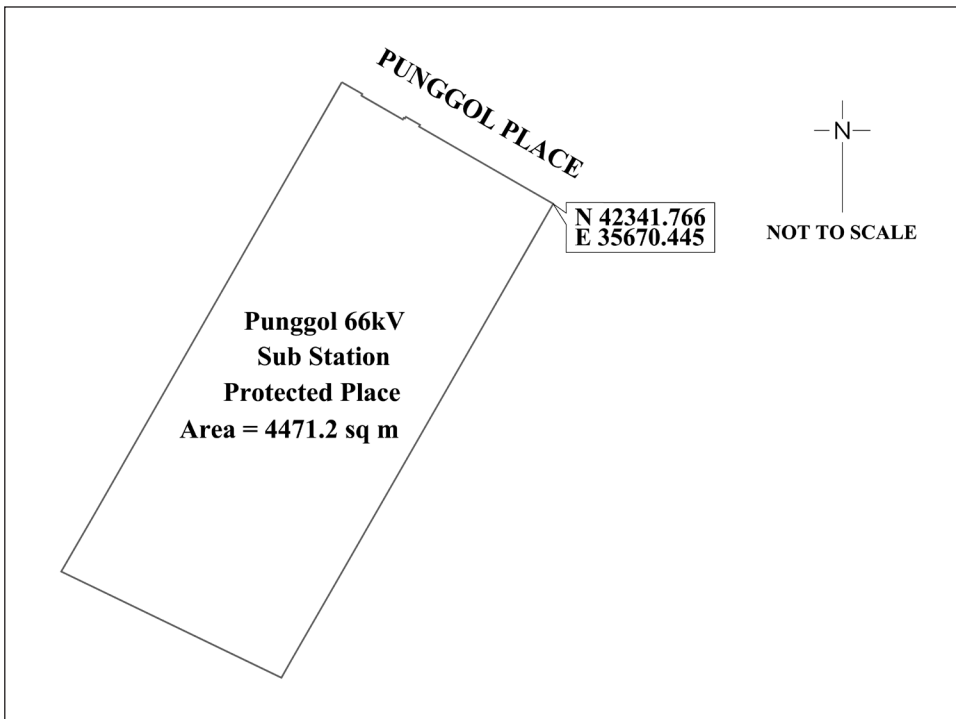 PUNGGOL PLACE
N
N 42341.766
E 35670.445
NOT TO SCALE
Punggol 66kV
Sub Station
Protected Place
Area = 4471.2 sq m